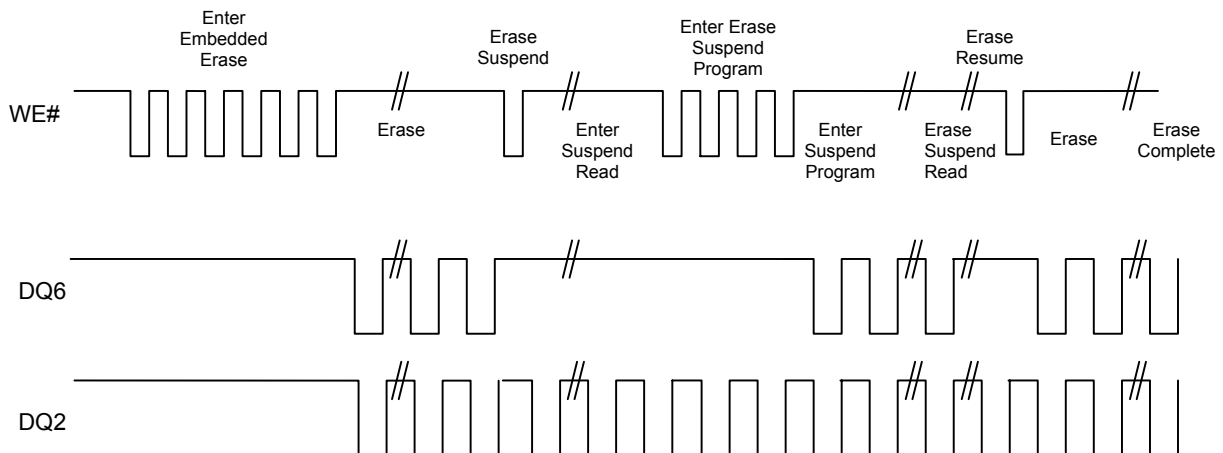 Enter
Embedded
Erase
Erase
Suspend
Enter Erase
Suspend
Program
Erase
Resume
WE#
Erase
Enter
Suspend
Read
Enter
Suspend
Program
Erase
Suspend
Read
Erase
Erase
Complete
DQ6
DQ2